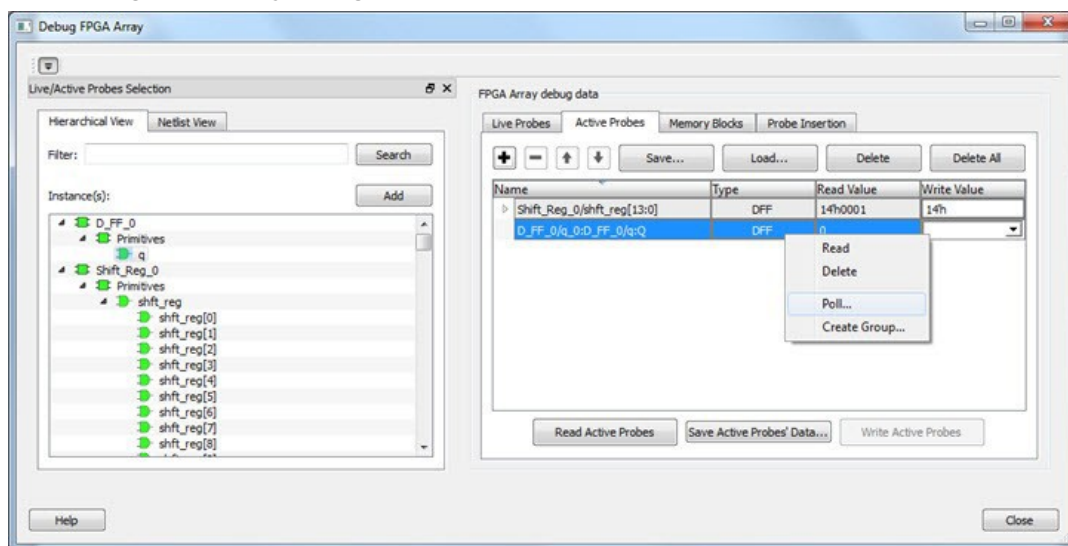 Debug FPGA Array
Live/Active Probes Selection
Hierarchical View Netlist View
Filter: Search
Instance(s): Add
D_FF_0
Primitives
q
Shift_Reg_0
Primitives
shft_reg
shft_reg[0]
shft_reg[1]
shft_reg[2]
shft_reg[3]
shft_reg[4]
shft_reg[5]
shft_reg[6]
shft_reg[7]
shft_reg[8]
FPGA Array debug data
Live Probes Active Probes Memory Blocks Probe Insertion
Save... Load... Delete Delete All
Name Type Read Value Write Value
Shift_Reg_0/shft_reg[13:0] DFF 14'h0001 14'h
D_FF_0/q_0:D_FF_0/q:Q DFF 0
Read
Delete
Poll...
Create Group...
Read Active Probes Save Active Probes' Data... Write Active Probes
Help Close